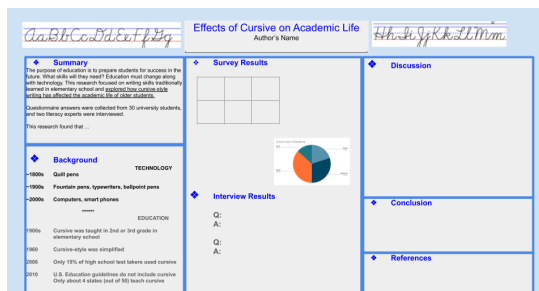 AaBbCcDdEeFfGg
Effects of Cursive on Academic Life
Author's Name
HhIiJjKkLlMm
❖ Summary
The purpose of education is to prepare students for success in the
future. What skills will they need? Education must change along
with technology. This research focused on writing skills traditionally
learned in elementary school and explored how cursive-style
writing has affected the academic life of older students.
Questionnaire answers were collected from 30 university students,
and two literacy experts were interviewed.
This research found that ...
❖ Background
TECHNOLOGY
~1800s Quill pens
~1900s Fountain pens, typewriters, ballpoint pens
~2000s Computers, smart phones
******
EDUCATION
1900s Cursive was taught in 2nd or 3rd grade in
elementary school
1960 Cursive-style was simplified
2006 Only 15% of high school test takers used cursive
2010 U.S. Education guidelines do not include cursive
Only about 4 states (out of 50) teach cursive
❖ Survey Results
❖ Interview Results
Q:
A:
Q:
A:
❖ Discussion
❖ Conclusion
❖ References